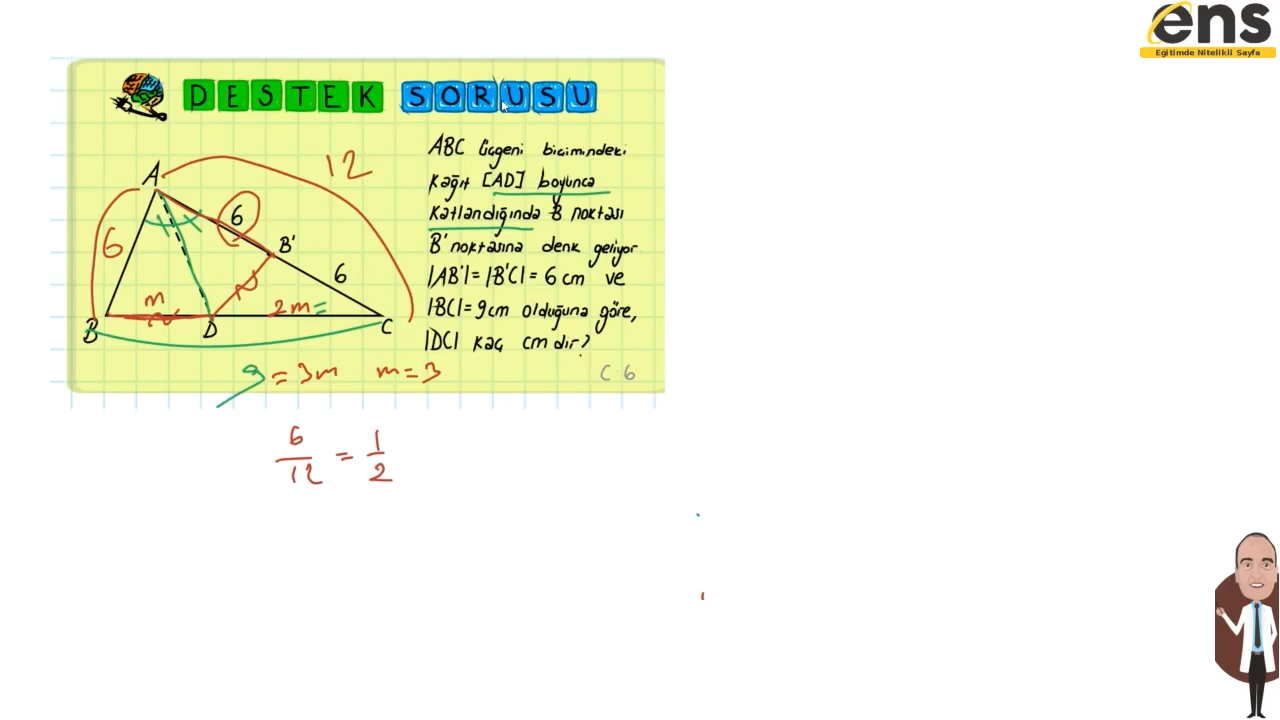 ens
Eğitimde Nitelikli Sayfa
DESTEK SORUSU
ABC üçgeni biçimindeki
kağıt [AD] boyunca
katlandığında B noktası
B' noktasına denk geliyor
|AB'| = |B'C| = 6 cm ve
|BC| = 9 cm olduğuna göre,
|DC| kaç cm dir?
C 6
12
A
6
6
B'
6
m
2m =
B
D
C
9 = 3m m = 3
6/12 = 1/2